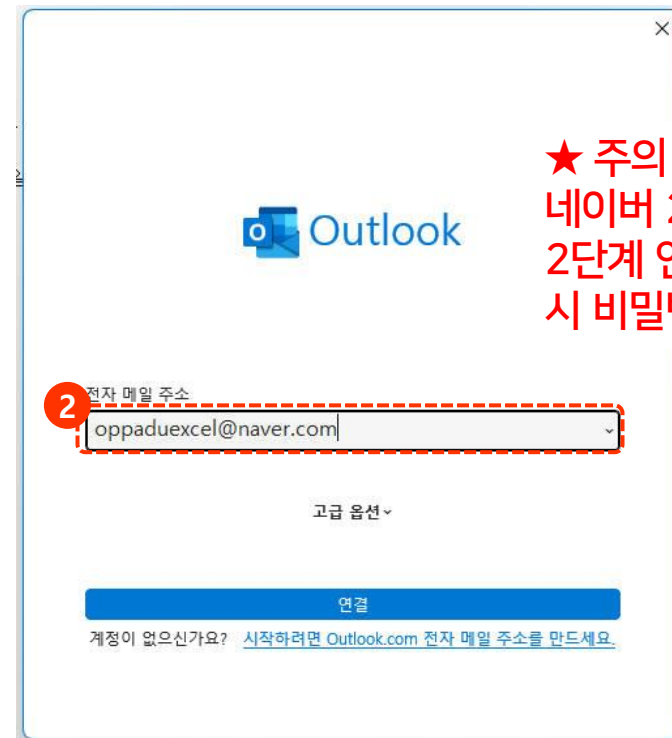 Outlook
★ 주의
네이버
2단계
시
2
전자 메일 주소
oppaduexcel@naver.com
고급 옵션
연결
계정이 없으신가요? 시작하려면 Outlook.com 전자 메일 주소를 만드세요.